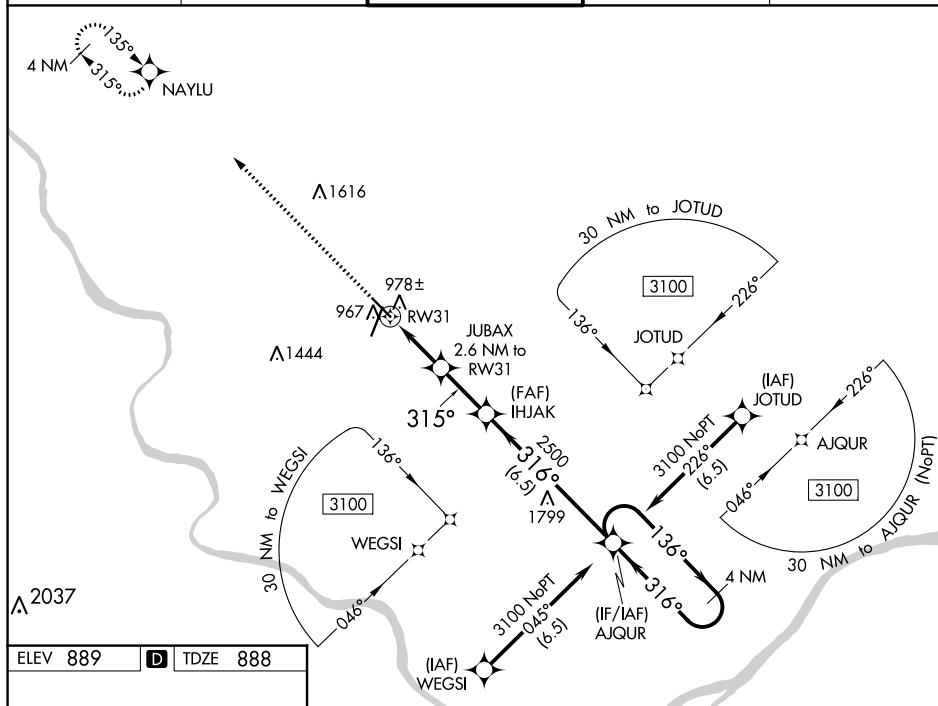 135°
4 NM
315°
NAYLU
1616
30 NM to JOTUD
3100
226°
136°
JOTUD
978±
967
RW31
JUBAX
2.6 NM to
RW31
1444
(FAF)
IHJAK
315°
(IAF)
JOTUD
226°
AJQUR
046°
3100
30 NM to AJQUR (NoPT)
3100 NoPT
226°
(6.5)
2500
316°
(6.5)
1799
136°
30 NM to WEGSI
3100
WEGSI
046°
136°
4 NM
316°
(IF/IAF)
AJQUR
3100 NoPT
045°
(6.5)
(IAF)
WEGSI
2037
ELEV 889 D TDZE 888